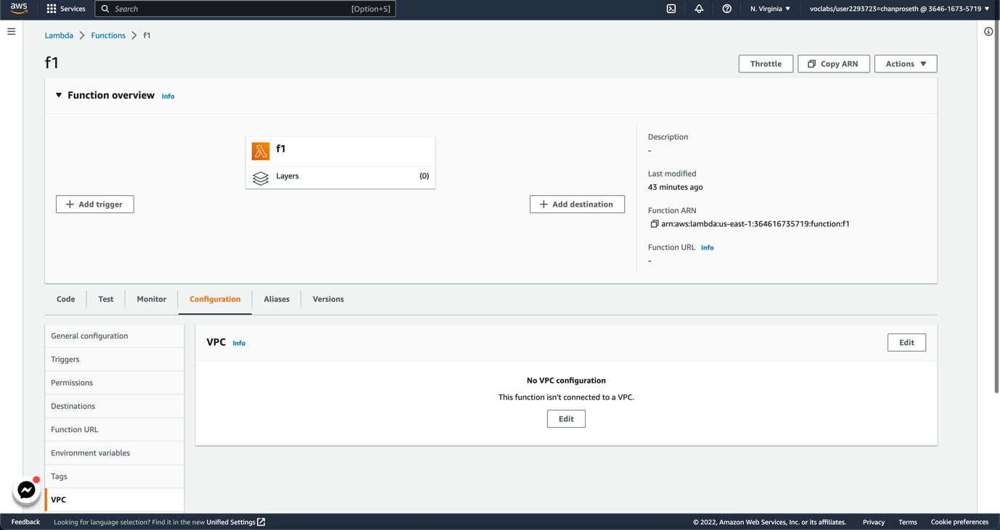 aws
Services
Search [Option+S]
N. Virginia
voclabs/user2293723=chanproseth @ 3646-1673-5719
Lambda
Functions
f1
f1
Throttle
Copy ARN
Actions
Function overview Info
f1
Layers (0)
Add trigger
Add destination
Description
-
Last modified
43 minutes ago
Function ARN
arn:aws:lambda:us-east-1:364616735719:function:f1
Function URL Info
-
Code
Test
Monitor
Configuration
Aliases
Versions
General configuration
Triggers
Permissions
Destinations
Function URL
Environment variables
Tags
VPC
VPC Info
Edit
No VPC configuration
This function isn't connected to a VPC.
Edit
Feedback
Looking for language selection? Find it in the new Unified Settings
© 2022, Amazon Web Services, Inc. or its affiliates.
Privacy
Terms
Cookie preferences